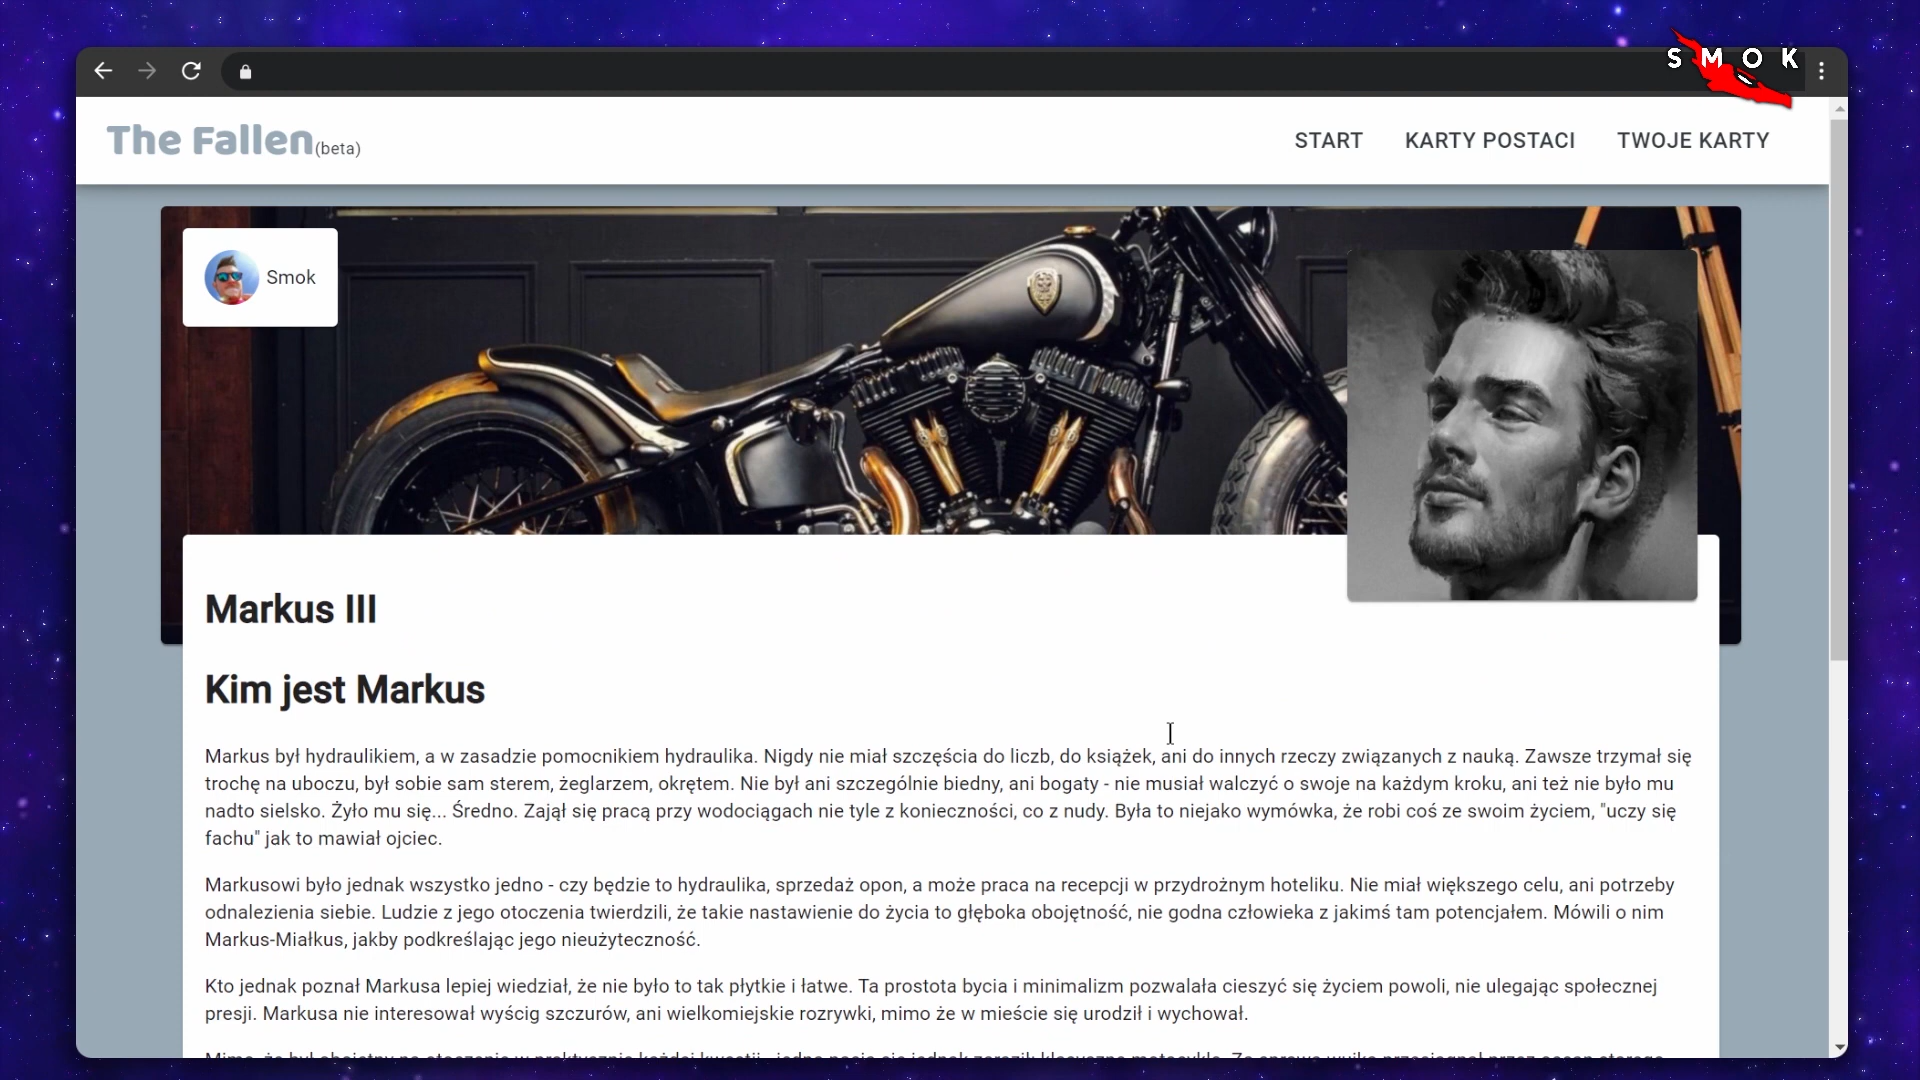 S M O K
The Fallen(beta)
START KARTY POSTACI TWOJE KARTY
Smok
Markus III
Kim jest Markus
Markus był hydraulikiem, a w zasadzie pomocnikiem hydraulika. Nigdy nie miał szczęścia do liczb, do książek, ani do innych rzeczy związanych z nauką. Zawsze trzymał się
trochę na uboczu, był sobie sam sterem, żeglarzem, okrętem. Nie był ani szczególnie biedny, ani bogaty - nie musiał walczyć o swoje na każdym kroku, ani też nie było mu
nadto sielsko. Żyło mu się... Średno. Zajął się pracą przy wodociągach nie tyle z konieczności, co z nudy. Była to niejako wymówka, że robi coś ze swoim życiem, "uczy się
fachu" jak to mawiał ojciec.
Markusowi było jednak wszystko jedno - czy będzie to hydraulika, sprzedaż opon, a może praca na recepcji w przydrożnym hoteliku. Nie miał większego celu, ani potrzeby
odnalezienia siebie. Ludzie z jego otoczenia twierdzili, że takie nastawienie do życia to głęboka obojętność, nie godna człowieka z jakimś tam potencjałem. Mówili o nim
Markus-Miałkus, jakby podkreślając jego nieużyteczność.
Kto jednak poznał Markusa lepiej wiedział, że nie było to tak płytkie i łatwe. Ta prostota bycia i minimalizm pozwalała cieszyć się życiem powoli, nie ulegając społecznej
presji. Markusa nie interesował wyścig szczurów, ani wielkomiejskie rozrywki, mimo że w mieście się urodził i wychował.